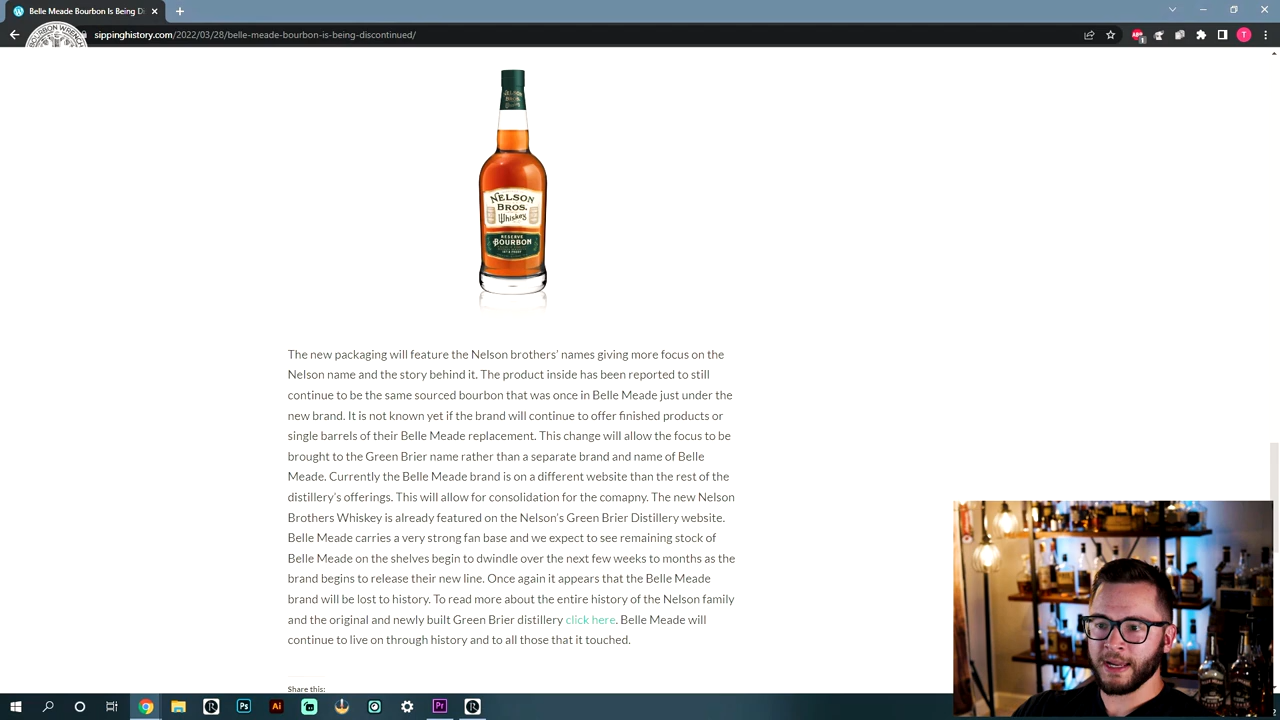 Belle Meade Bourbon Is Being Di
sippinghistory.com/2022/03/28/belle-meade-bourbon-is-being-discontinued/
BOURBON WRENCH
NELSON
BROS.
NELSON
BROS.
Whiskey
RESERVE
BOURBON
The new packaging will feature the Nelson brothers’ names giving more focus on the
Nelson name and the story behind it. The product inside has been reported to still
continue to be the same sourced bourbon that was once in Belle Meade just under the
new brand. It is not known yet if the brand will continue to offer finished products or
single barrels of their Belle Meade replacement. This change will allow the focus to be
brought to the Green Brier name rather than a separate brand and name of Belle
Meade. Currently the Belle Meade brand is on a different website than the rest of the
distillery’s offerings. This will allow for consolidation for the comapny. The new Nelson
Brothers Whiskey is already featured on the Nelson’s Green Brier Distillery website.
Belle Meade carries a very strong fan base and we expect to see remaining stock of
Belle Meade on the shelves begin to dwindle over the next few weeks to months as the
brand begins to release their new line. Once again it appears that the Belle Meade
brand will be lost to history. To read more about the entire history of the Nelson family
and the original and newly built Green Brier distillery click here. Belle Meade will
continue to live on through history and to all those that it touched.
Share this: